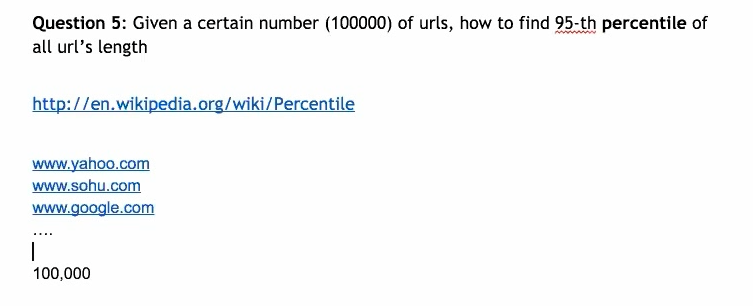 Question 5: Given a certain number (100000) of urls, how to find 95-th percentile of
all url's length
http://en.wikipedia.org/wiki/Percentile
www.yahoo.com
www.sohu.com
www.google.com
....
100,000